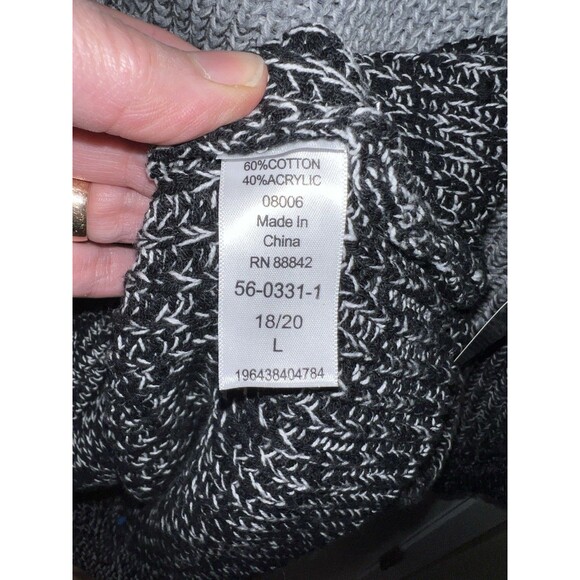 60%COTTON
40%ACRYLIC
08006
Made In
China
RN 88842
56-0331-1
18/20
L
196438404784